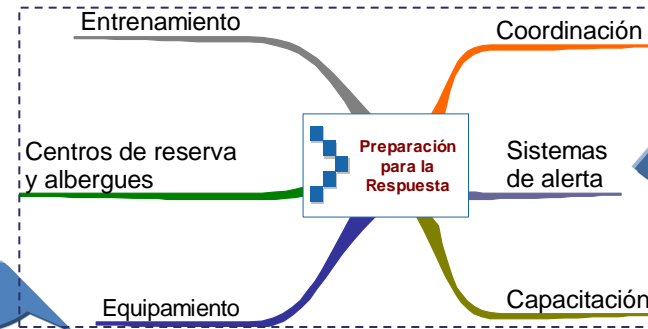 Entrenamiento
Coordinación
Centros de reserva
y albergues
Preparación
para la
Respuesta
Sistemas
de alerta
Equipamiento
Capacitación